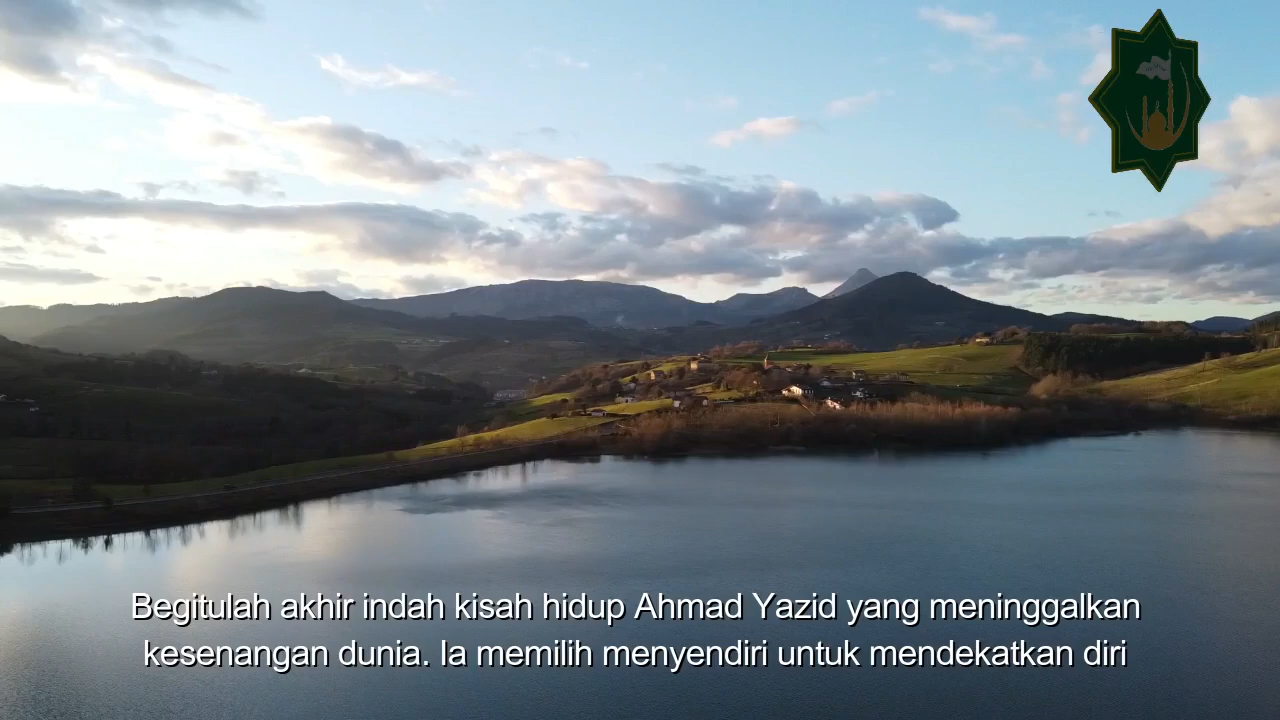 Begitulah akhir indah kisah hidup Ahmad Yazid yang meninggalkan
kesenangan dunia. Ia memilih menyendiri untuk mendekatkan diri